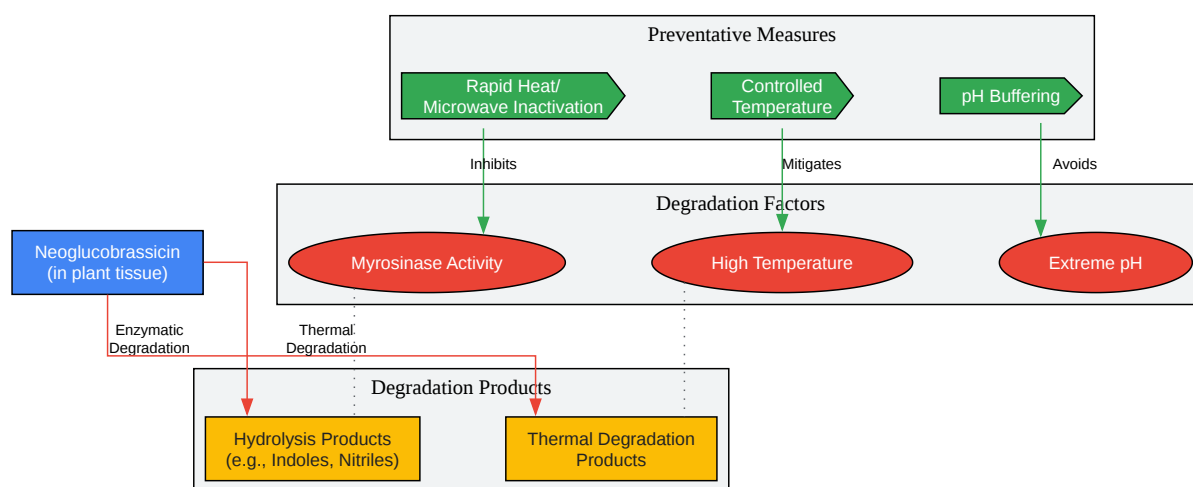 Preventative Measures
Rapid Heat/
Microwave Inactivation
Controlled
Temperature
pH Buffering
Inhibits
Mitigates
Avoids
Degradation Factors
Neoglucobrassicin
(in plant tissue)
Myrosinase Activity
High Temperature
Extreme pH
Enzymatic
Degradation
Thermal
Degradation
Degradation Products
Hydrolysis Products
(e.g., Indoles, Nitriles)
Thermal Degradation
Products